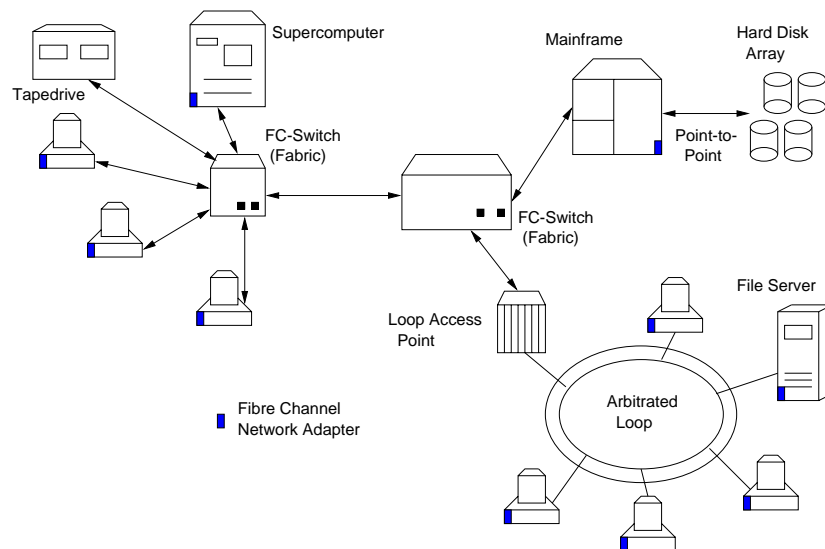 Supercomputer
Mainframe
Hard Disk
Array
Tapedrive
FC-Switch
(Fabric)
Point-to-
Point
FC-Switch
(Fabric)
File Server
Loop Access
Point
Arbitrated
Loop
Fibre Channel
Network Adapter